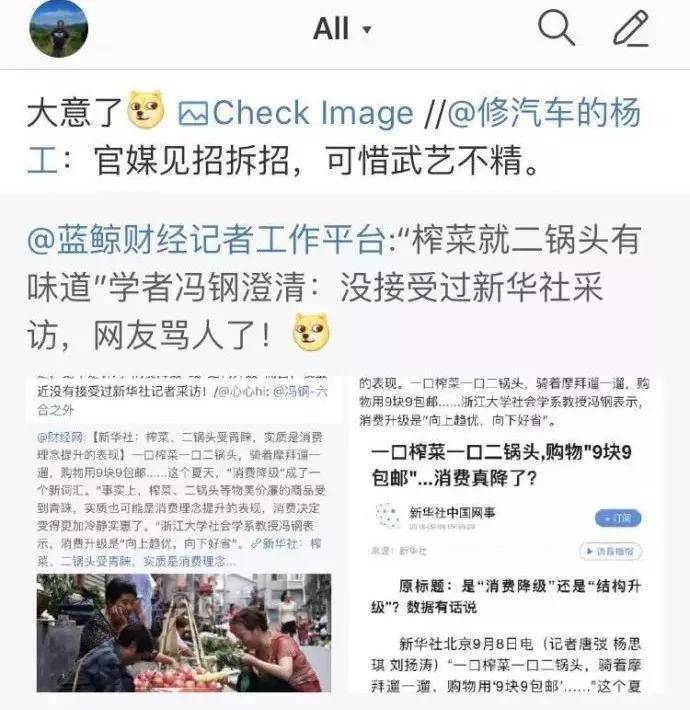 All
大意了 Check Image //@修汽车的杨
工：官媒见招拆招，可惜武艺不精。
@蓝鲸财经记者工作平台:“榨菜就二锅头有
味道”学者冯钢澄清：没接受过新华社采
访，网友骂人了！
近没有接受过新华社记者采访！/@心心hi: @冯钢-六
合之外
@财经网:【新华社：榨菜、二锅头受青睐，实质是消费
理念提升的表现】一口榨菜一口二锅头，骑着摩拜遛一
遛，购物用9块9包邮……这个夏天，“消费降级”成了一
个新词汇。“事实上，榨菜、二锅头等物美价廉的商品受
到青睐，实质也可能是消费理念提升的表现，消费决定
变得更加冷静实惠了。”浙江大学社会学系教授冯钢表
示，消费升级是“向上趋优，向下好省”。新华社：榨
菜、二锅头受青睐，实质是消费理念...
的表现。一口榨菜一口二锅头，骑着摩拜遛一遛，购
物用9块9包邮……浙江大学社会学系教授冯钢表示，
消费升级是“向上趋优，向下好省”。
一口榨菜一口二锅头,购物"9块9
包邮"...消费真降了?
新华社中国网事
+订阅
来源：新华社
语音播报
原标题：是“消费降级”还是“结构升
级”？数据有话说
新华社北京9月8日电（记者唐弢 杨思
琪 刘扬涛）“一口榨菜一口二锅头，骑着摩
拜遛一遛，购物用‘9块9包邮’……”这个夏